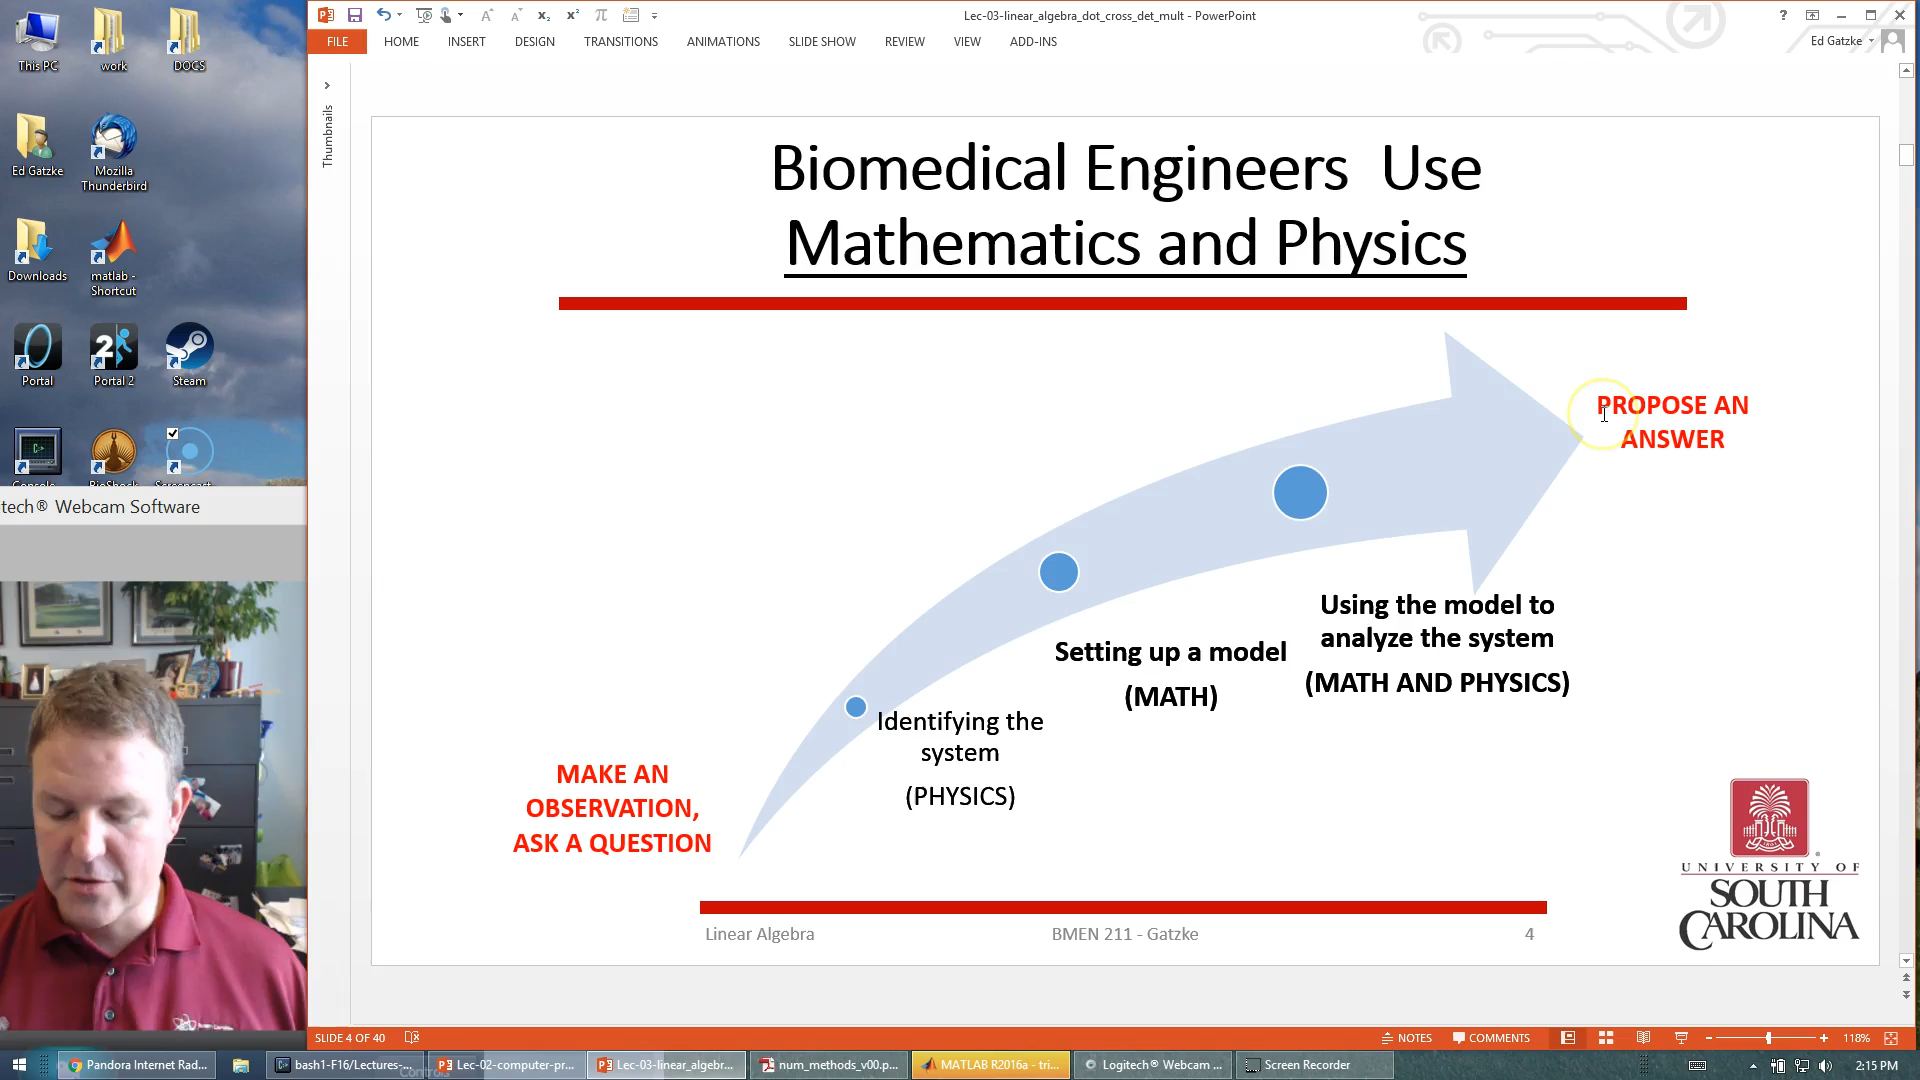 This PC
work
DOCS
Ed Gatzke
Mozilla
Thunderbird
Downloads
matlab -
Shortcut
Portal
Portal 2
Steam
Console
BioShock
Screencast
tech® Webcam Software
Lec-03-linear_algebra_dot_cross_det_mult - PowerPoint
FILE
HOME
INSERT
DESIGN
TRANSITIONS
ANIMATIONS
SLIDE SHOW
REVIEW
VIEW
ADD-INS
Ed Gatzke
Thumbnails
Biomedical Engineers Use
Mathematics and Physics
PROPOSE AN
ANSWER
Using the model to
analyze the system
(MATH AND PHYSICS)
Setting up a model
(MATH)
Identifying the
system
(PHYSICS)
MAKE AN
OBSERVATION,
ASK A QUESTION
UNIVERSITY OF
SOUTH
CAROLINA
Linear Algebra
BMEN 211 - Gatzke
4
SLIDE 4 OF 40
NOTES
COMMENTS
118%
Pandora Internet Rad...
bash1-F16/Lectures-...
Lec-02-computer-pr...
Lec-03-linear_algebr...
num_methods_v00.p...
MATLAB R2016a - tri...
Logitech® Webcam ...
Screen Recorder
2:15 PM